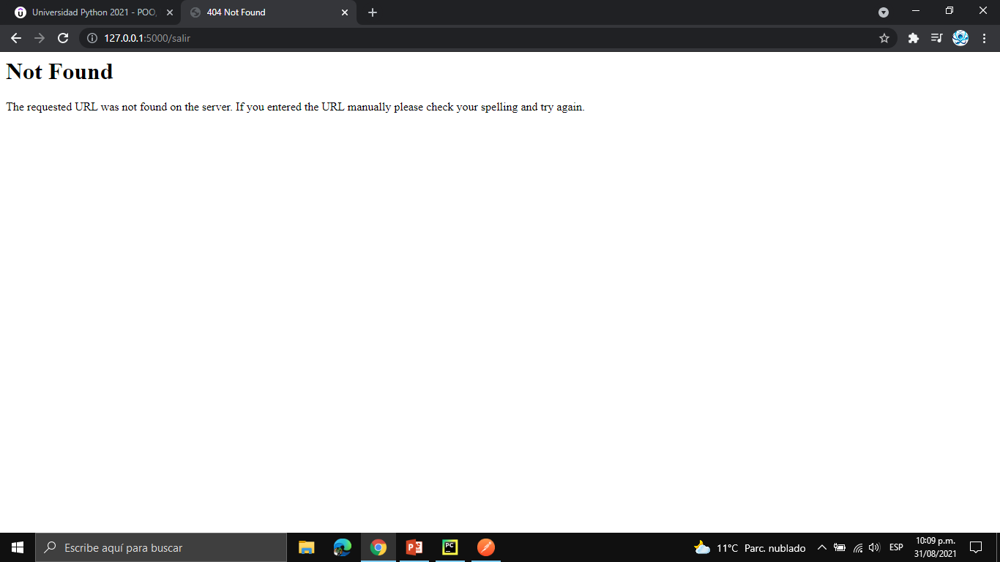 Universidad Python 2021 - POO,
404 Not Found
127.0.0.1:5000/salir
Not Found
The requested URL was not found on the server. If you entered the URL manually please check your spelling and try again.
Escribe aquí para buscar
11°C Parc. nublado
ESP
10:09 p.m.
31/08/2021